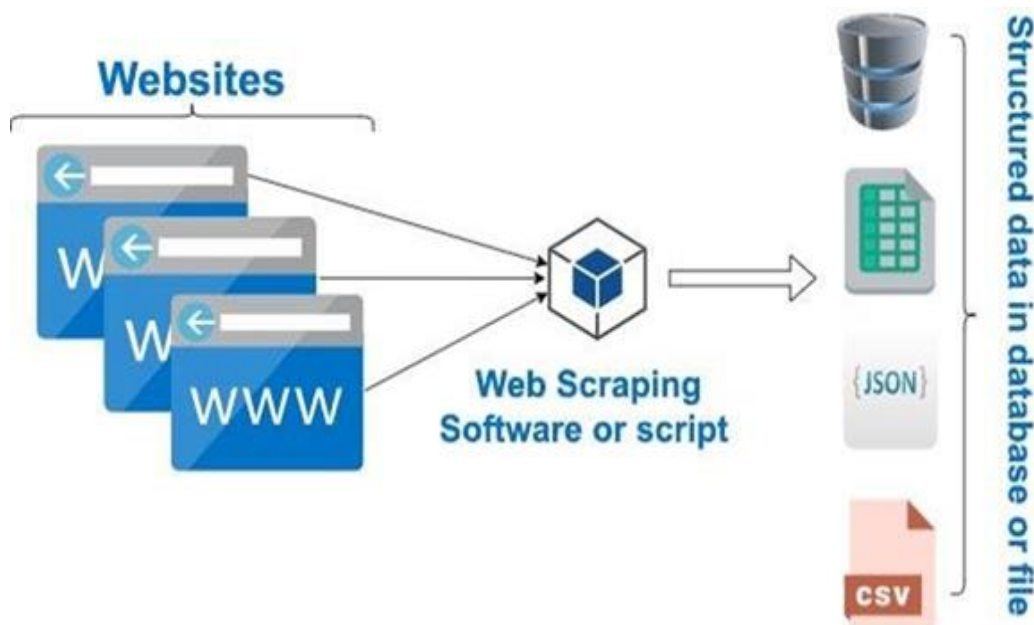 Websites
W
W
WWW
Web Scraping
Software or script
{JSON}
CSV
Structured data in database or file